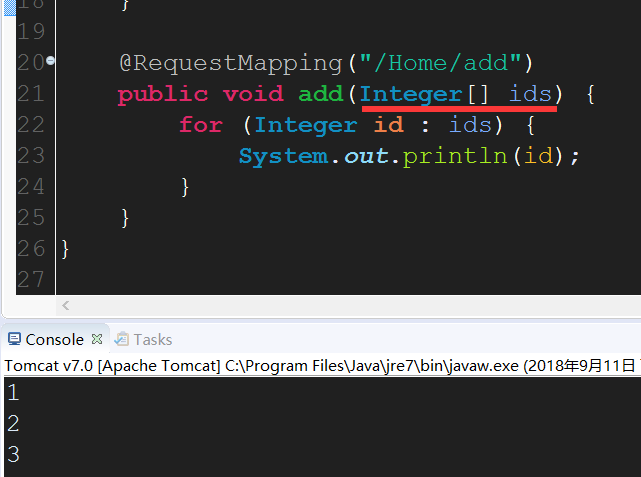 18 }
19
20 @RequestMapping("/Home/add")
21 public void add(Integer[] ids) {
22 for (Integer id : ids) {
23 System.out.println(id);
24 }
25 }
26 }
27
Console Tasks
Tomcat v7.0 [Apache Tomcat] C:\Program Files\Java\jre7\bin\javaw.exe (2018年9月11日
1
2
3